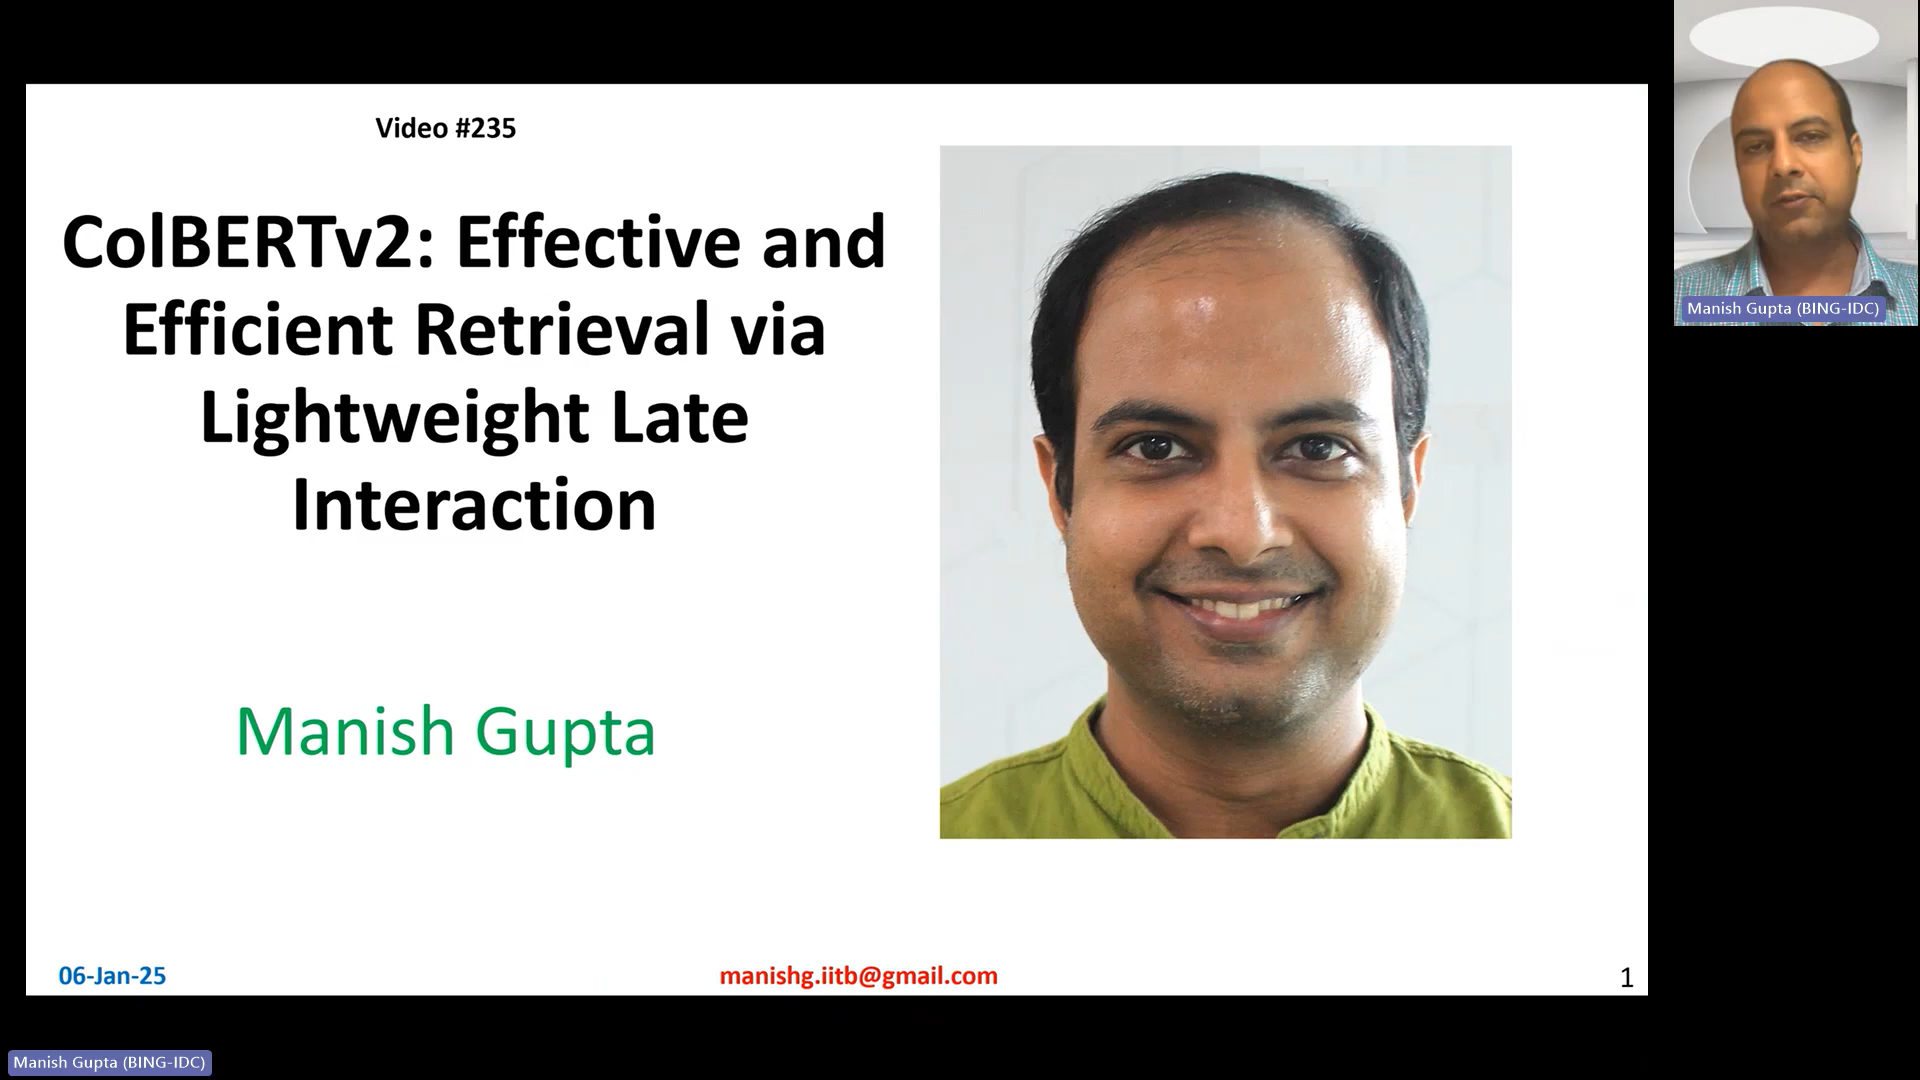 Video #235
ColBERTv2: Effective and
Efficient Retrieval via
Lightweight Late
Interaction
Manish Gupta
06-Jan-25
manishg.iitb@gmail.com
1
Manish Gupta (BING-IDC)
Manish Gupta (BING-IDC)